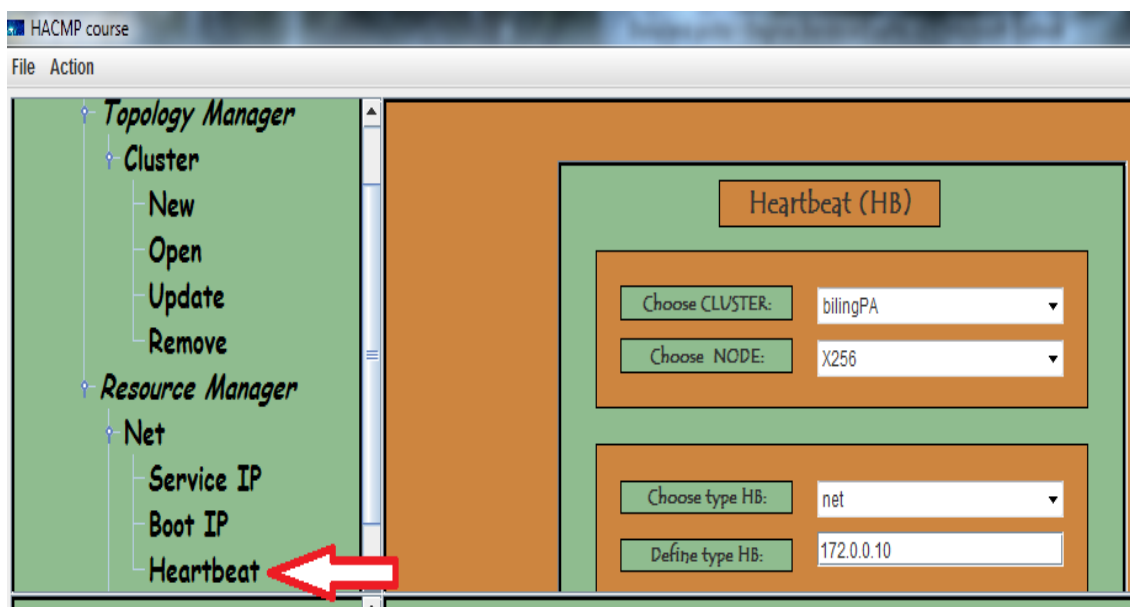 HACMP course
File Action
Topology Manager
Cluster
New
Open
Update
Remove
Resource Manager
Net
Service IP
Boot IP
Heartbeat
Heartbeat (HB)
Choose CLUSTER: bilingPA
Choose NODE: X256
Choose type HB: net
Define type HB: 172.0.0.10